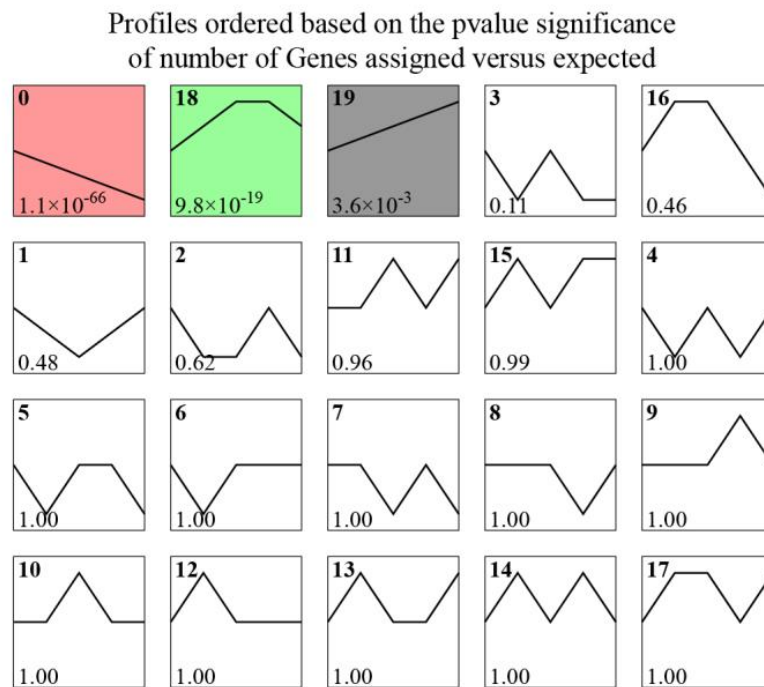 Profiles ordered based on the pvalue significance
of number of Genes assigned versus expected
0 18 19 3 16
1.1×10^-66 9.8×10^-19 3.6×10^-3 0.11 0.46
1 2 11 15 4
0.48 0.62 0.96 0.99 1.00
5 6 7 8 9
1.00 1.00 1.00 1.00 1.00
10 12 13 14 17
1.00 1.00 1.00 1.00 1.00